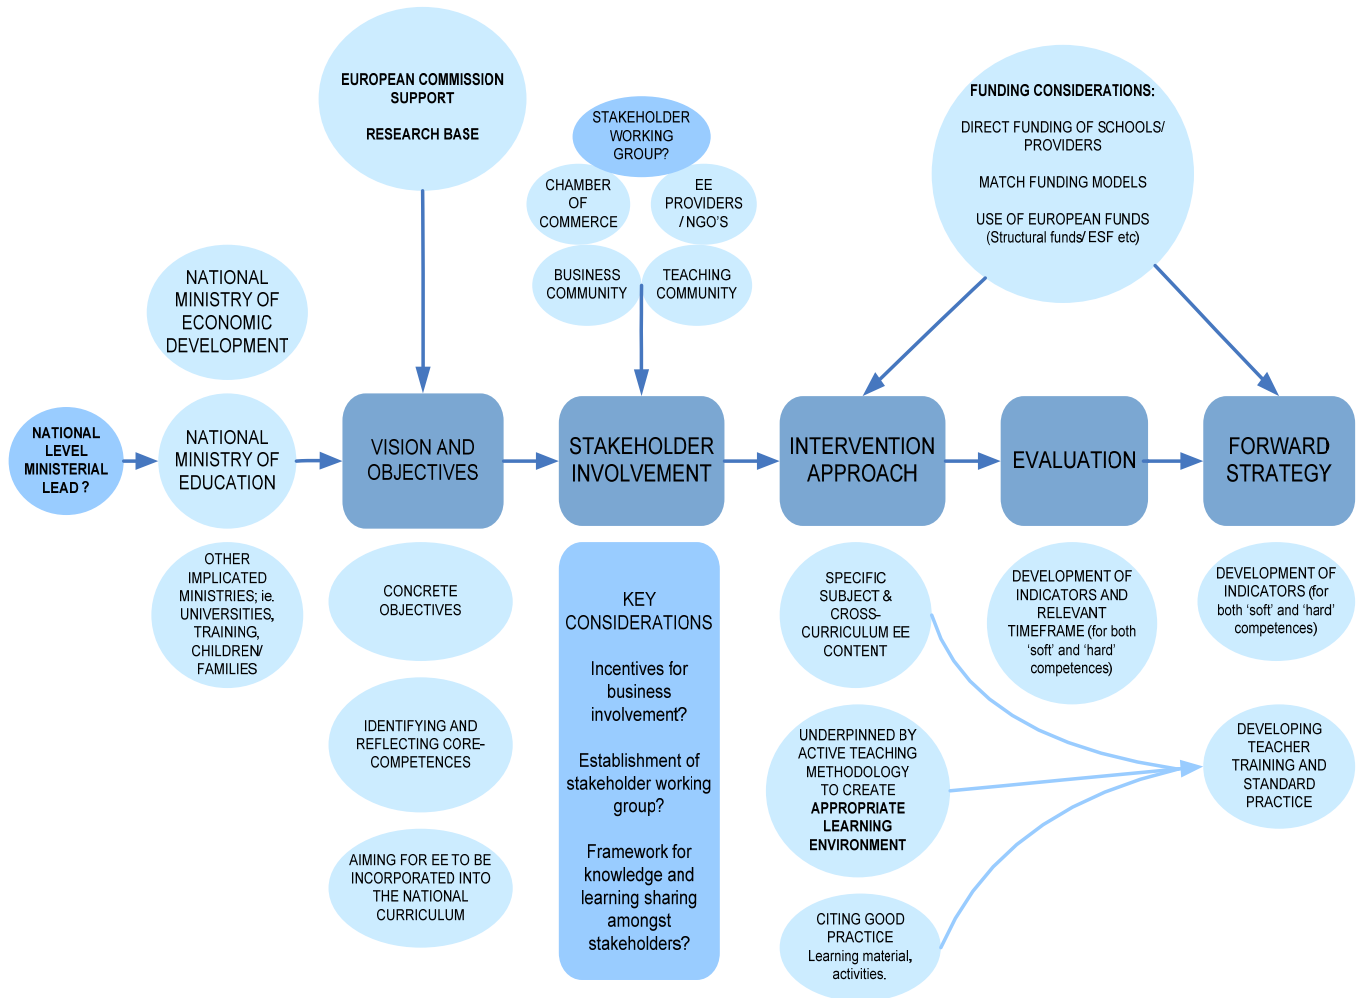 EUROPEAN COMMISSION
SUPPORT
RESEARCH BASE
STAKEHOLDER
WORKING
GROUP?
CHAMBER
OF
COMMERCE
EE
PROVIDERS
/ NGO'S
BUSINESS
COMMUNITY
TEACHING
COMMUNITY
FUNDING CONSIDERATIONS:
DIRECT FUNDING OF SCHOOLS/
PROVIDERS
MATCH FUNDING MODELS
USE OF EUROPEAN FUNDS
(Structural funds/ ESF etc)
NATIONAL
MINISTRY OF
ECONOMIC
DEVELOPMENT
NATIONAL
LEVEL
MINISTERIAL
LEAD ?
NATIONAL
MINISTRY OF
EDUCATION
OTHER
IMPLICATED
MINISTRIES; ie.
UNIVERSITIES,
TRAINING,
CHILDREN/
FAMILIES
VISION AND
OBJECTIVES
STAKEHOLDER
INVOLVEMENT
INTERVENTION
APPROACH
EVALUATION
FORWARD
STRATEGY
CONCRETE
OBJECTIVES
IDENTIFYING AND
REFLECTING CORE-
COMPETENCES
AIMING FOR EE TO BE
INCORPORATED INTO
THE NATIONAL
CURRICULUM
KEY
CONSIDERATIONS
Incentives for
business
involvement?
Establishment of
stakeholder working
group?
Framework for
knowledge and
learning sharing
amongst
stakeholders?
SPECIFIC
SUBJECT &
CROSS-
CURRICULUM EE
CONTENT
UNDERPINNED BY
ACTIVE TEACHING
METHODOLOGY
TO CREATE
APPROPRIATE
LEARNING
ENVIRONMENT
CITING GOOD
PRACTICE
Learning material,
activities.
DEVELOPMENT OF
INDICATORS AND
RELEVANT
TIMEFRAME (for both
'soft' and 'hard'
competences)
DEVELOPMENT OF
INDICATORS (for
both 'soft' and 'hard'
competences)
DEVELOPING
TEACHER
TRAINING AND
STANDARD
PRACTICE